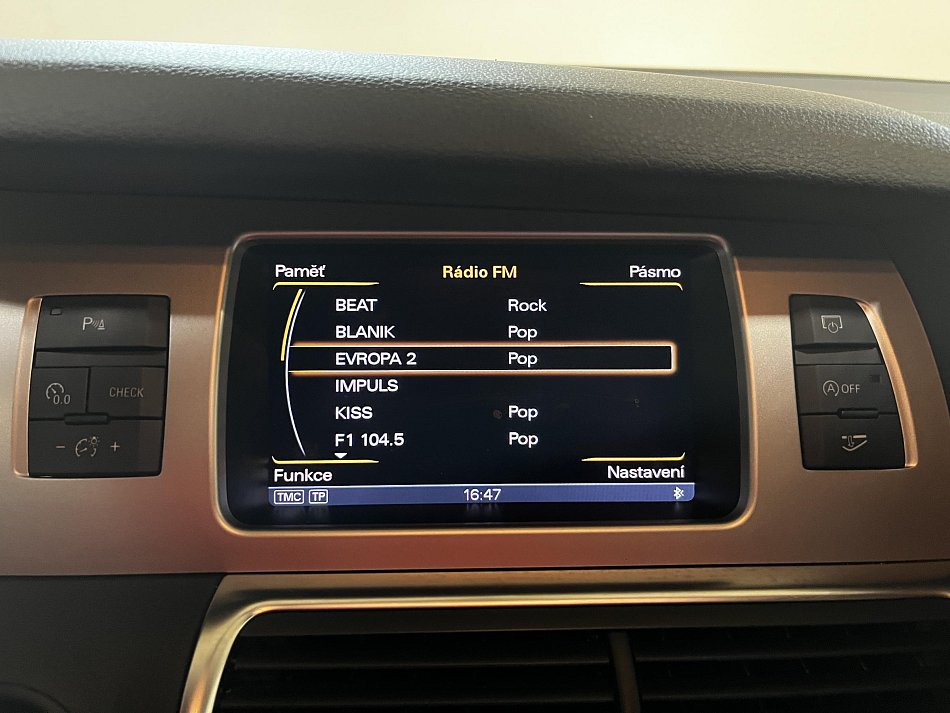 Paměť Rádio FM Pásmo
BEAT Rock
BLANIK Pop
EVROPA 2 Pop
IMPULS
KISS Pop
F1 104.5 Pop
Funkce Nastavení
TMC TP 16:47
P
0.0 CHECK
- +
A OFF